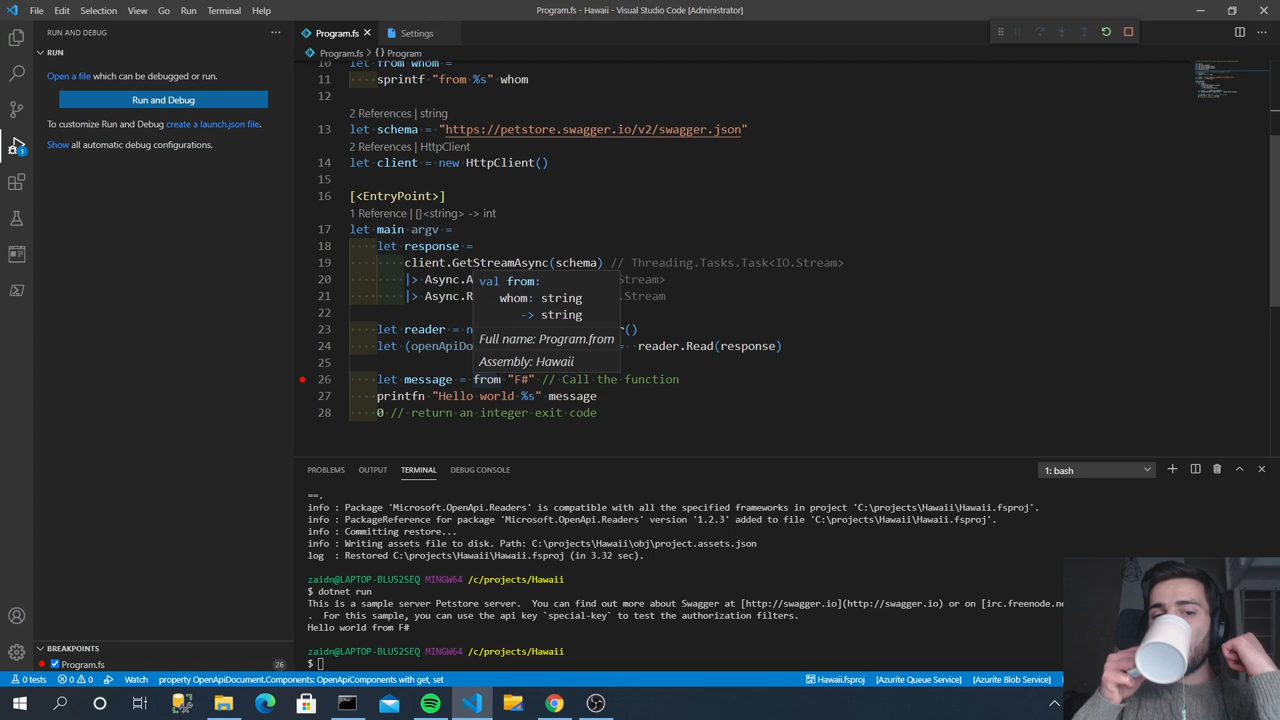 File Edit Selection View Go Run Terminal Help
Program.fs - Hawaii - Visual Studio Code [Administrator]
RUN AND DEBUG
Program.fs
Settings
RUN
Program.fs > {} Program
Open a file which can be debugged or run.
Run and Debug
To customize Run and Debug create a launch.json file.
Show all automatic debug configurations.
10 let from whom =
11 sprintf "from %s" whom
12
2 References | string
13 let schema = "https://petstore.swagger.io/v2/swagger.json"
2 References | HttpClient
14 let client = new HttpClient()
15
16 [<EntryPoint>]
1 Reference | []<string> -> int
17 let main argv =
18 let response =
19 client.GetStreamAsync(schema) // Threading.Tasks.Task<IO.Stream>
20 |> Async.A Stream>
21 |> Async.R .Stream
22
23 let reader = n r()
24 let (openApiDo = reader.Read(response)
25
26 let message = from "F#" // Call the function
27 printfn "Hello world %s" message
28 0 // return an integer exit code
val from:
whom: string
-> string
Full name: Program.from
Assembly: Hawaii
PROBLEMS OUTPUT TERMINAL DEBUG CONSOLE
1: bash
==.
info : Package 'Microsoft.OpenApi.Readers' is compatible with all the specified frameworks in project 'C:\projects\Hawaii\Hawaii.fsproj'.
info : PackageReference for package 'Microsoft.OpenApi.Readers' version '1.2.3' added to file 'C:\projects\Hawaii\Hawaii.fsproj'.
info : Committing restore...
info : Writing assets file to disk. Path: C:\projects\Hawaii\obj\project.assets.json
log : Restored C:\projects\Hawaii\Hawaii.fsproj (in 3.32 sec).
zaidn@LAPTOP-BLU52SEQ MINGW64 /c/projects/Hawaii
$ dotnet run
This is a sample server Petstore server. You can find out more about Swagger at [http://swagger.io](http://swagger.io) or on [irc.freenode.ne
. For this sample, you can use the api key `special-key` to test the authorization filters.
Hello world from F#
zaidn@LAPTOP-BLU52SEQ MINGW64 /c/projects/Hawaii
$
BREAKPOINTS
Program.fs 26
0 tests 0 0 Watch property OpenApiDocument.Components: OpenApiComponents with get, set
Hawaii.fsproj [Azurite Queue Service] [Azurite Blob Service]